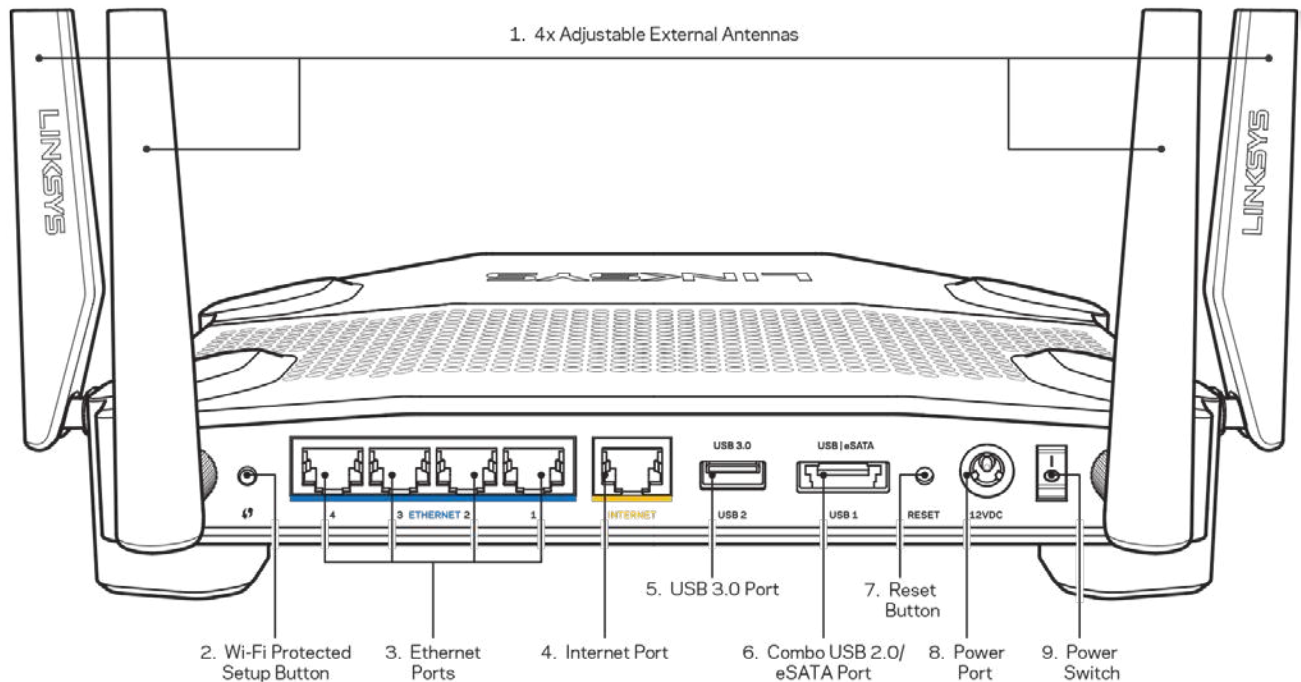 1. 4x Adjustable External Antennas
LINKSYS
LINKSYS
LINKSYS
USB 3.0
USB | eSATA
4
3
ETHERNET
2
1
INTERNET
USB 2
USB 1
RESET
12VDC
5. USB 3.0 Port
7. Reset
Button
2. Wi-Fi Protected
Setup Button
3. Ethernet
Ports
4. Internet Port
6. Combo USB 2.0/
eSATA Port
8. Power
Port
9. Power
Switch